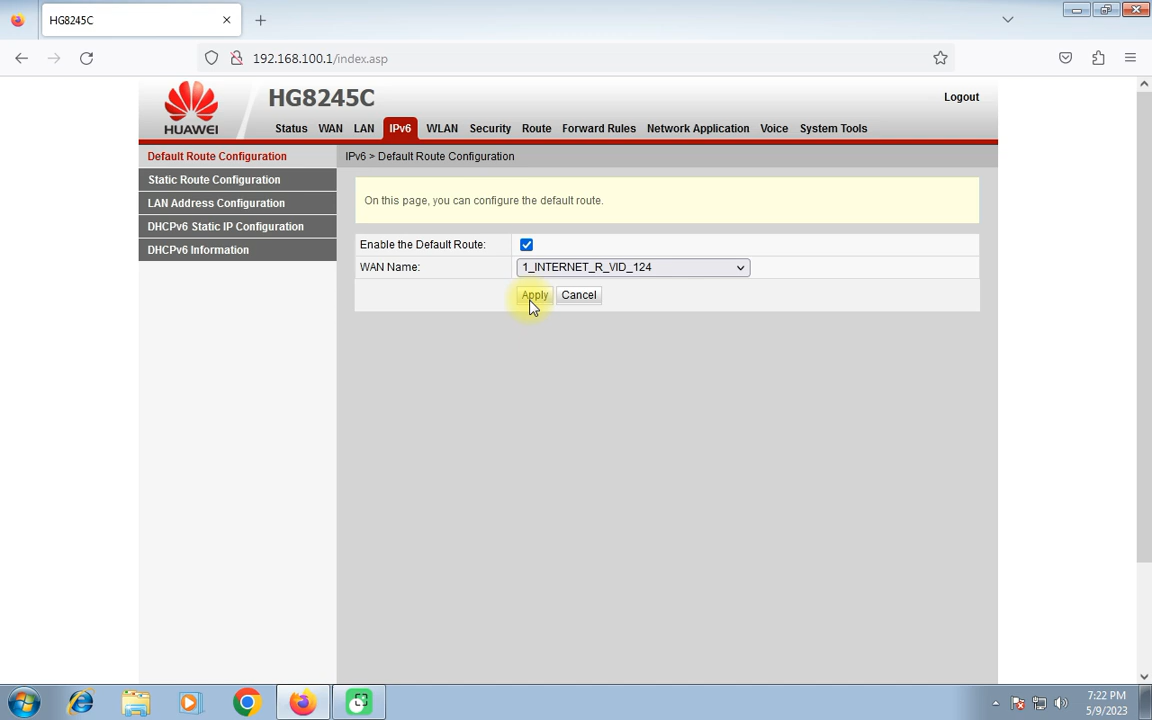 HG8245C
192.168.100.1/index.asp
HUAWEI
HG8245C
Logout
Status WAN LAN IPv6 WLAN Security Route Forward Rules Network Application Voice System Tools
Default Route Configuration
Static Route Configuration
LAN Address Configuration
DHCPv6 Static IP Configuration
DHCPv6 Information
IPv6 > Default Route Configuration
On this page, you can configure the default route.
Enable the Default Route:
WAN Name: 1_INTERNET_R_VID_124
Apply Cancel
7:22 PM
5/9/2023